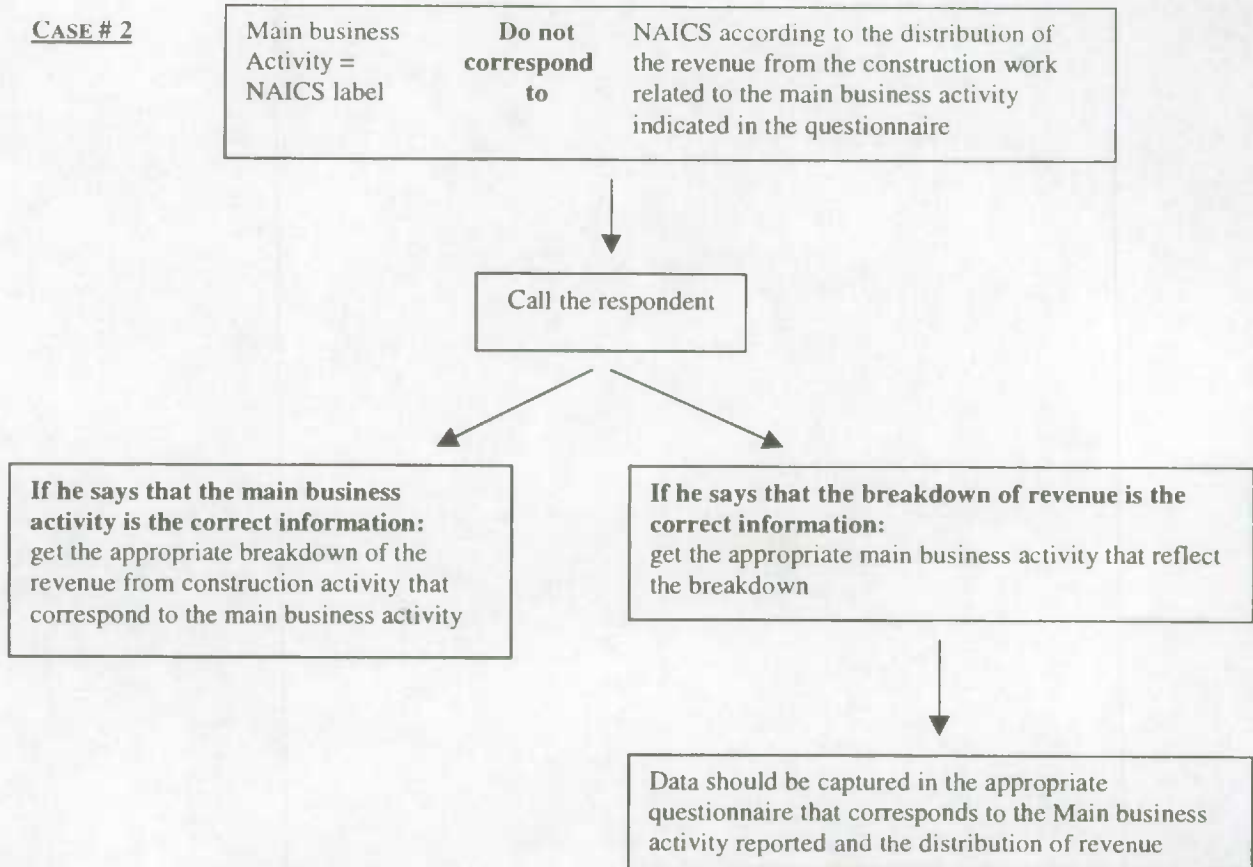 CASE # 2
Main business
Activity =
NAICS label
Do not
correspond
to
NAICS according to the distribution of
the revenue from the construction work
related to the main business activity
indicated in the questionnaire
Call the respondent
If he says that the main business
activity is the correct information:
get the appropriate breakdown of the
revenue from construction activity that
correspond to the main business activity
If he says that the breakdown of revenue is the
correct information:
get the appropriate main business activity that reflect
the breakdown
Data should be captured in the appropriate
questionnaire that corresponds to the Main business
activity reported and the distribution of revenue